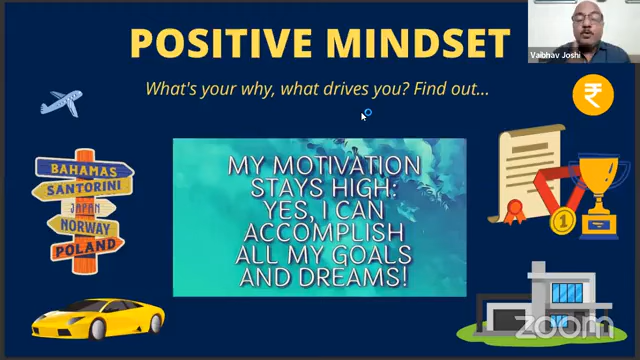 POSITIVE MINDSET
Vaibhav Joshi
What's your why, what drives you? Find out...
₹
BAHAMAS
SANTORINI
JAPAN
NORWAY
POLAND
MY MOTIVATION
STAYS HIGH:
YES, I CAN
ACCOMPLISH
ALL MY GOALS
AND DREAMS!
1
zoom